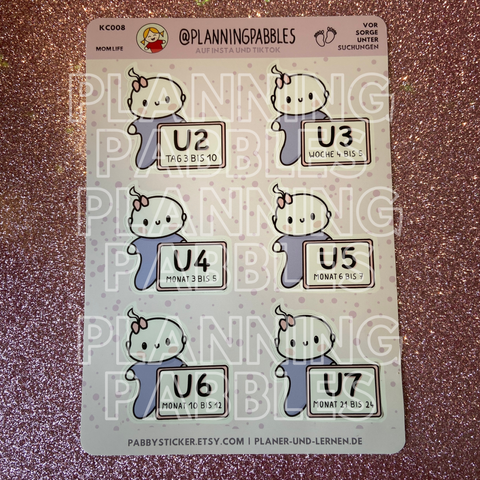 KC008
MOM LIFE
@PLANNINGPABBLES
AUF INSTA UND TIKTOK
VOR
SORGE
UNTER
SUCHUNGEN
PLANNING
PABBLES
U2
TAG 3 BIS 10
U3
WOCHE 4 BIS
PLANNING
PABBLES
U4
MONAT 3 BIS 5
U5
MONAT 6 BIS 7
PLANNING
PABBLES
U6
MONAT 10 BIS 12
U7
MONAT 21 BIS 24
PABBYSTICKER.ETSY.COM | PLANER-UND-LERNEN.DE